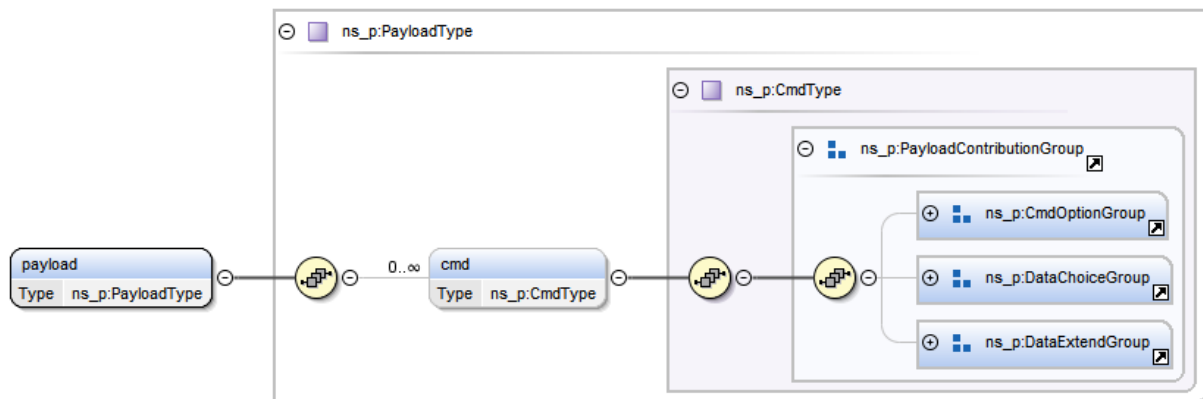 ns_p:PayloadType
ns_p:CmdType
ns_p:PayloadContributionGroup
ns_p:CmdOptionGroup
payload
Type ns_p:PayloadType
0..∞
cmd
Type ns_p:CmdType
ns_p:DataChoiceGroup
ns_p:DataExtendGroup